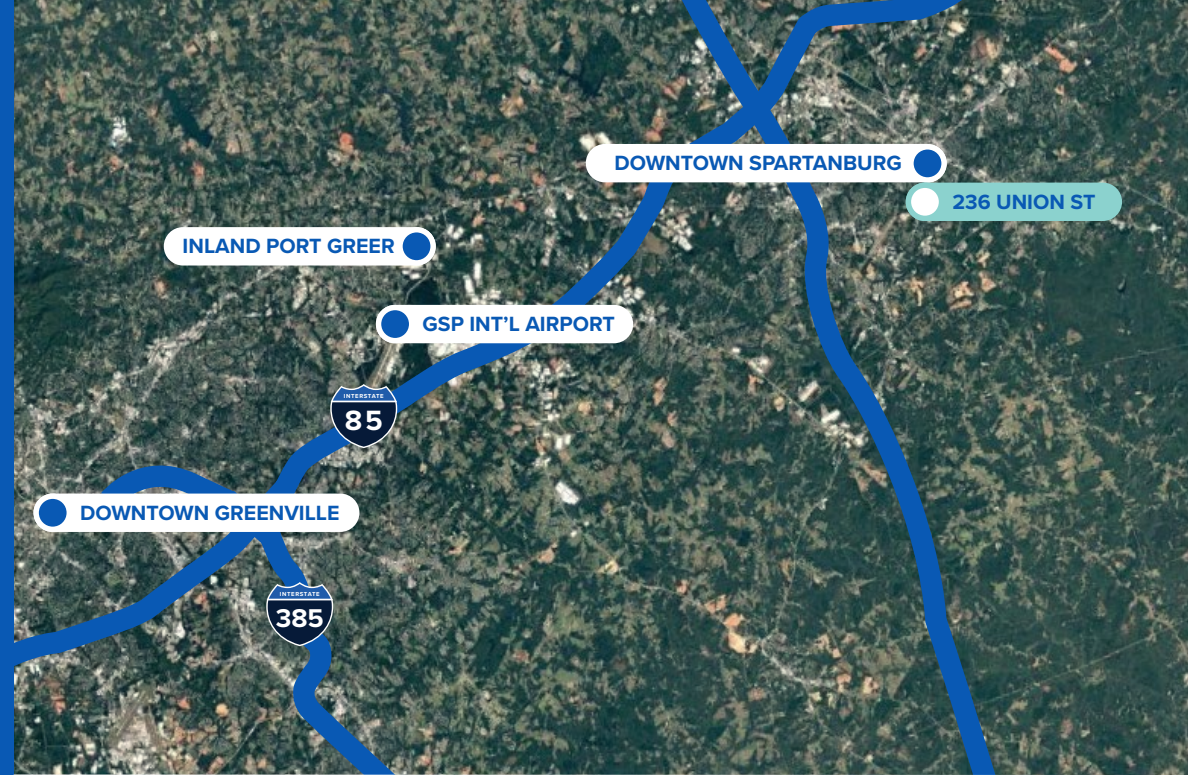 DOWNTOWN SPARTANBURG
236 UNION ST
INLAND PORT GREER
GSP INT'L AIRPORT
INTERSTATE
85
DOWNTOWN GREENVILLE
INTERSTATE
385